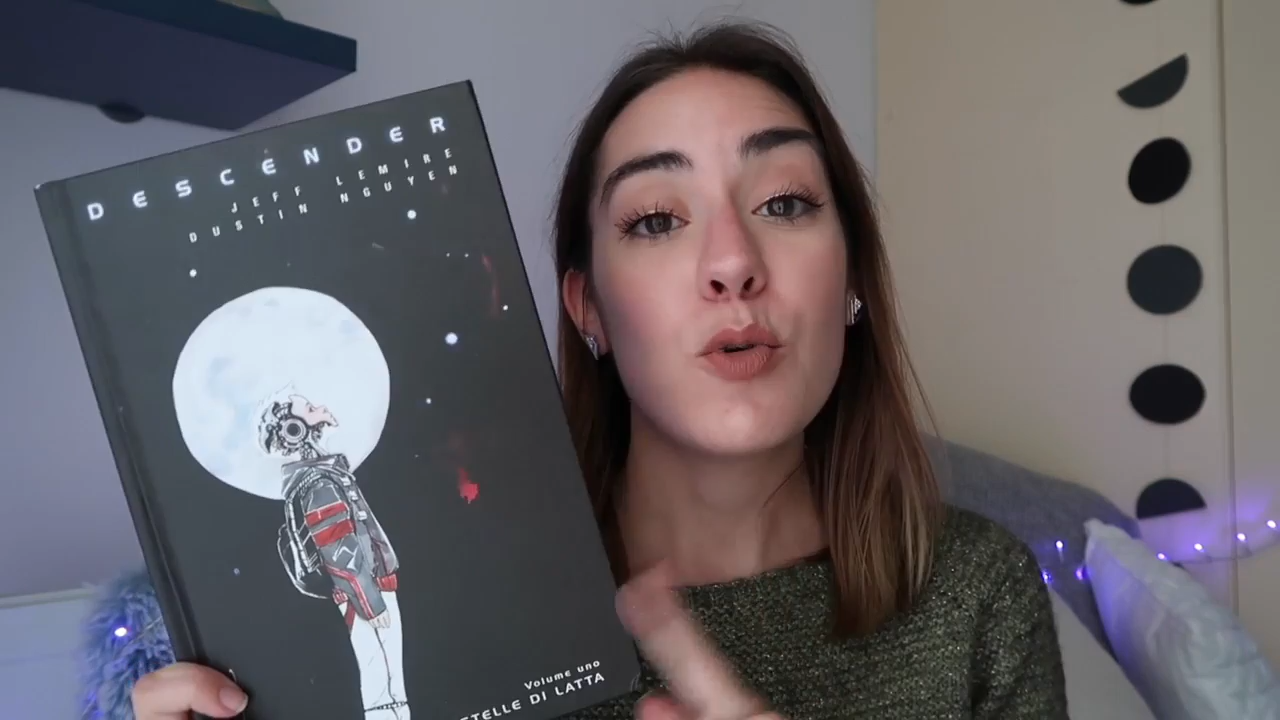 DESCENDER
JEFF LEMIRE
DUSTIN NGUYEN
Volume uno
STELLE DI LATTA